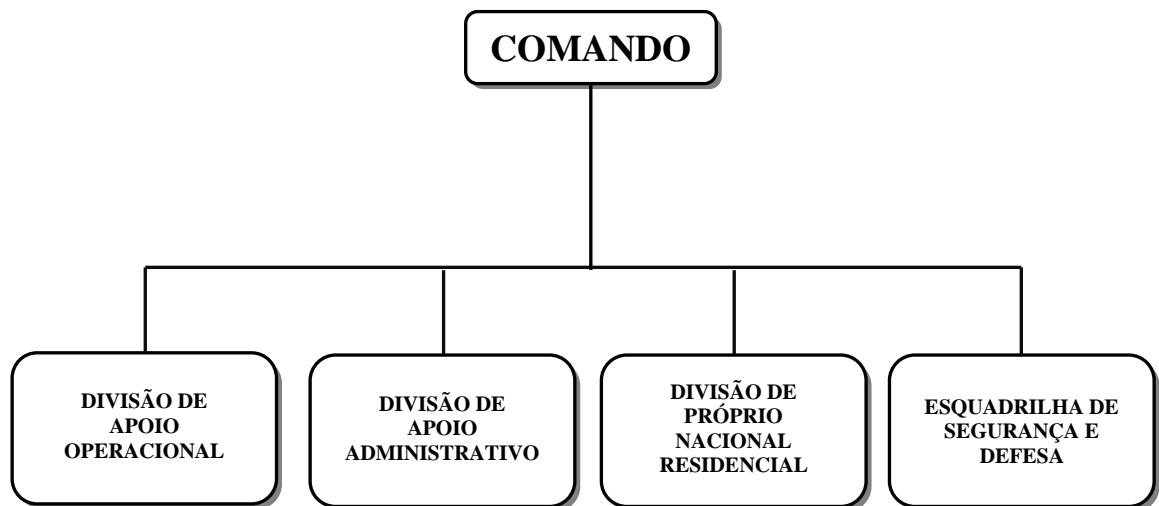 COMANDO
DIVISÃO DE
APOIO
OPERACIONAL
DIVISÃO DE
APOIO
ADMINISTRATIVO
DIVISÃO DE
PRÓPRIO
NACIONAL
RESIDENCIAL
ESQUADRILHA DE
SEGURANÇA E
DEFESA